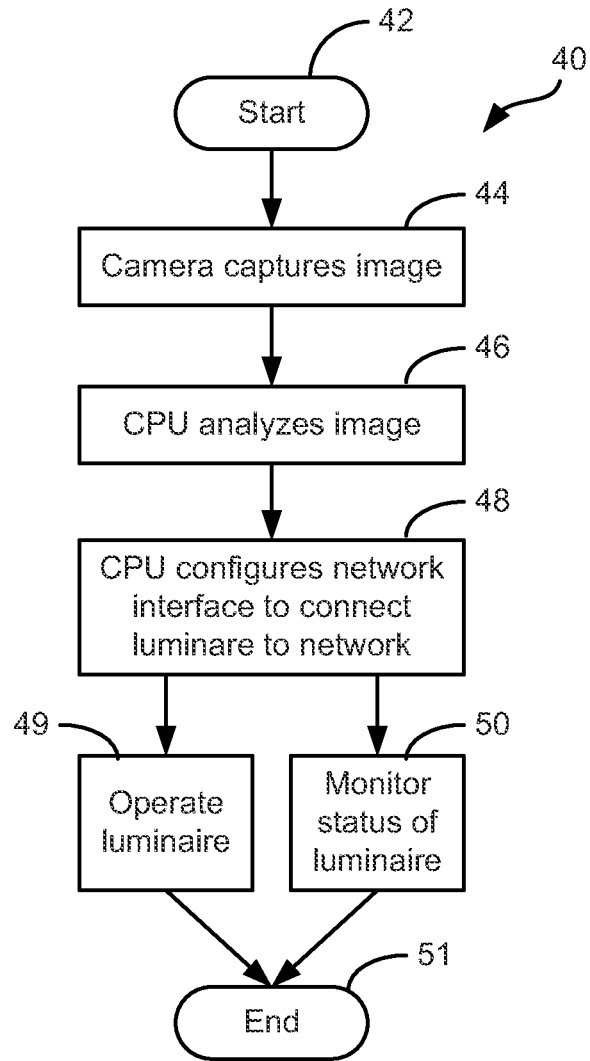 42
40
Start
44
Camera captures image
46
CPU analyzes image
48
CPU configures network
interface to connect
luminare to network
49
50
Operate
luminaire
Monitor
status of
luminaire
51
End